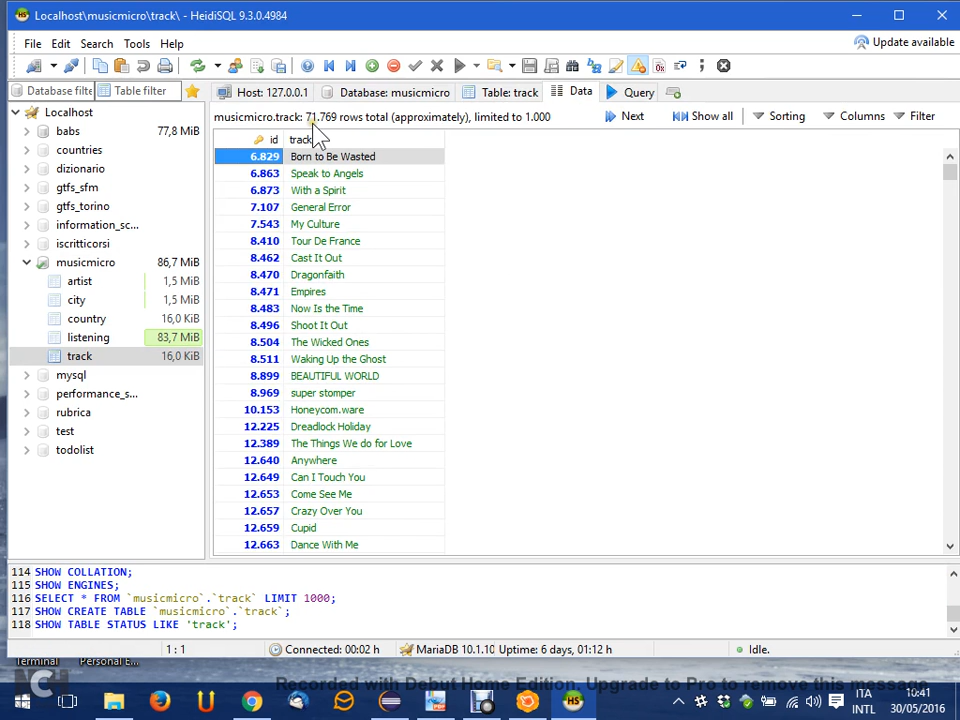 Localhost\musicmicro\track\ - HeidiSQL 9.3.0.4984
File Edit Search Tools Help
Update available
Database filte Table filter
Host: 127.0.0.1 Database: musicmicro Table: track Data Query
musicmicro.track: 71.769 rows total (approximately), limited to 1.000
Next Show all Sorting Columns Filter
Localhost
babs 77,8 MiB
countries
dizionario
gtfs_sfm
gtfs_torino
information_sc...
iscritticorsi
musicmicro 86,7 MiB
artist 1,5 MiB
city 1,5 MiB
country 16,0 KiB
listening 83,7 MiB
track 16,0 KiB
mysql
performance_s...
rubrica
test
todolist
id track
6.829 Born to Be Wasted
6.863 Speak to Angels
6.873 With a Spirit
7.107 General Error
7.543 My Culture
8.410 Tour De France
8.462 Cast It Out
8.470 Dragonfaith
8.471 Empires
8.483 Now Is the Time
8.496 Shoot It Out
8.504 The Wicked Ones
8.511 Waking Up the Ghost
8.899 BEAUTIFUL WORLD
8.969 super stomper
10.153 Honeycom.ware
12.225 Dreadlock Holiday
12.389 The Things We do for Love
12.640 Anywhere
12.649 Can I Touch You
12.653 Come See Me
12.657 Crazy Over You
12.659 Cupid
12.663 Dance With Me
114 SHOW COLLATION;
115 SHOW ENGINES;
116 SELECT * FROM `musicmicro`.`track` LIMIT 1000;
117 SHOW CREATE TABLE `musicmicro`.`track`;
118 SHOW TABLE STATUS LIKE 'track';
1 : 1 Connected: 00:02 h MariaDB 10.1.10 Uptime: 6 days, 01:12 h Idle.
Terminal Personal E...
Recorded with Debut Home Edition. Upgrade to Pro to remove this message
ITA
INTL
10:41
30/05/2016